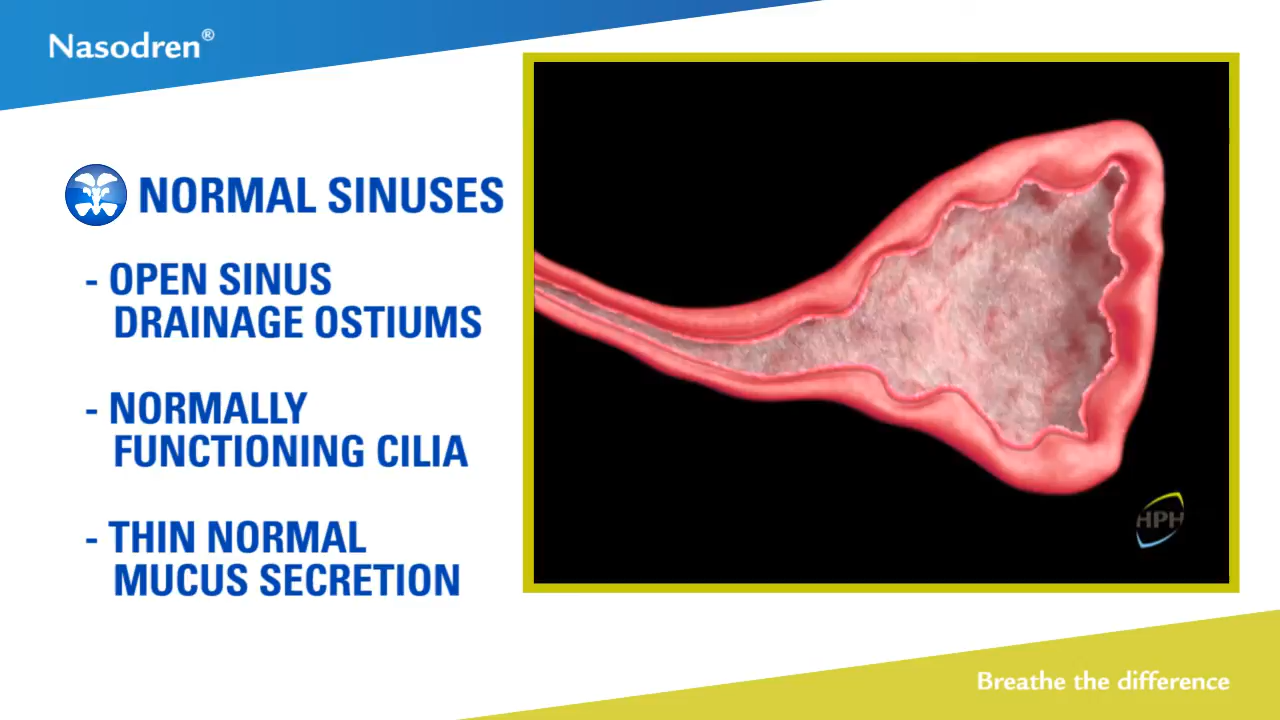 Nasodren®
NORMAL SINUSES
- OPEN SINUS
DRAINAGE OSTIUMS
- NORMALLY
FUNCTIONING CILIA
- THIN NORMAL
MUCUS SECRETION
HPH
Breathe the difference